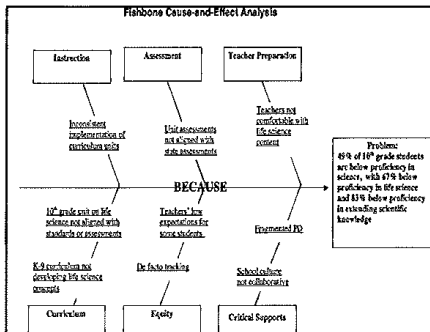 Fishbone Cause-and-Effect Analysis
Instruction
Assessment
Teacher Preparation
Inconsistent
implementation of
curriculum units
Unit assessments
not aligned with
state assessments
Teachers not
comfortable with
life science
content
Problem:
49% of 10th grade students
are below proficiency in
science, with 67% below
proficiency in life science
and 83% below proficiency
in extending scientific
knowledge
BECAUSE
10th grade unit on life
science not aligned with
standards or assessments
K-9 curriculum not
developing life science
concepts
Teachers' low
expectations for
some students
De facto tracking
Fragmented PD
School culture
not collaborative
Curriculum
Equity
Critical Supports